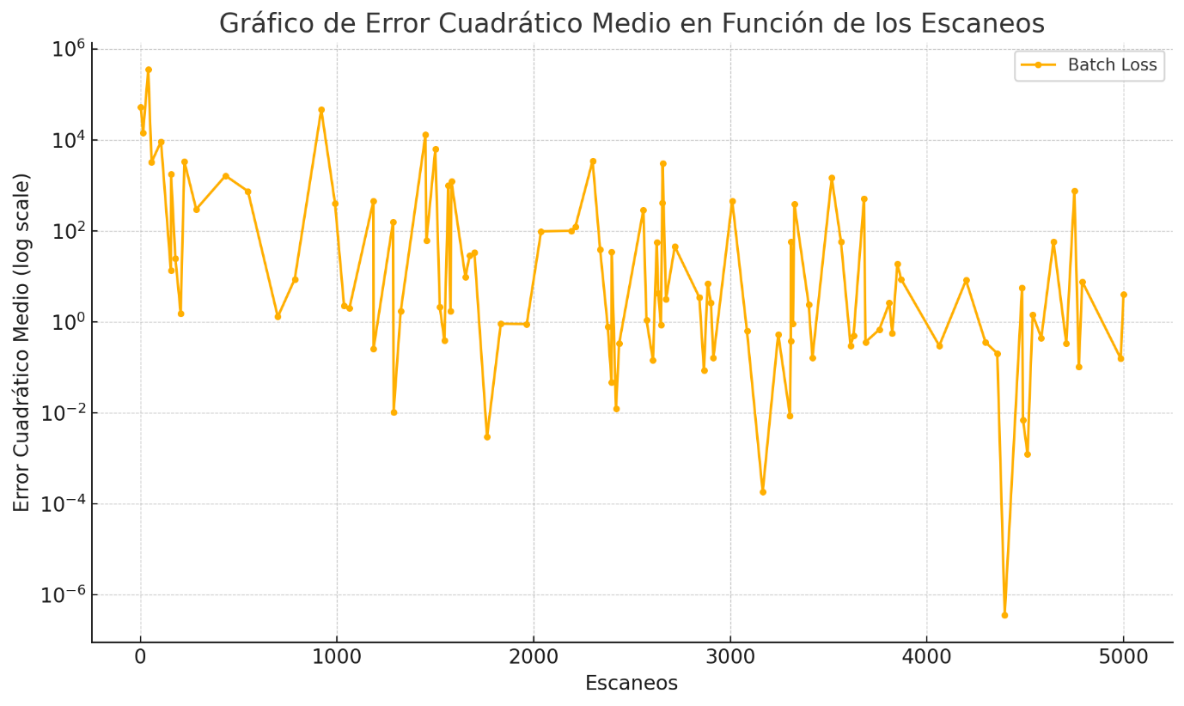 Gráfico de Error Cuadrático Medio en Función de los Escaneos
Batch Loss
Error Cuadrático Medio (log scale)
10^6
10^4
10^2
10^0
10^−2
10^−4
10^−6
0 1000 2000 3000 4000 5000
Escaneos